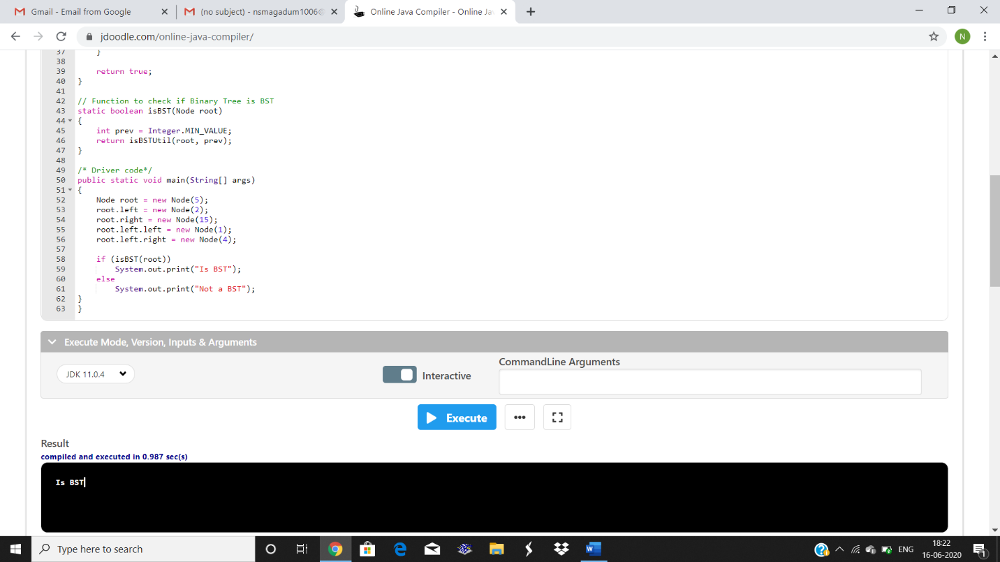 Gmail - Email from Google
(no subject) - nsmagadum1006@
Online Java Compiler - Online Ja
jdoodle.com/online-java-compiler/
N
37 }
38
39 return true;
40 }
41
42 // Function to check if Binary Tree is BST
43 static boolean isBST(Node root)
44 {
45 int prev = Integer.MIN_VALUE;
46 return isBSTUtil(root, prev);
47 }
48
49 /* Driver code*/
50 public static void main(String[] args)
51 {
52 Node root = new Node(5);
53 root.left = new Node(2);
54 root.right = new Node(15);
55 root.left.left = new Node(1);
56 root.left.right = new Node(4);
57
58 if (isBST(root))
59 System.out.print("Is BST");
60 else
61 System.out.print("Not a BST");
62 }
63 }
Execute Mode, Version, Inputs & Arguments
JDK 11.0.4
Interactive
CommandLine Arguments
Execute
Result
compiled and executed in 0.987 sec(s)
Is BST
Type here to search
ENG
18:22
16-06-2020
1